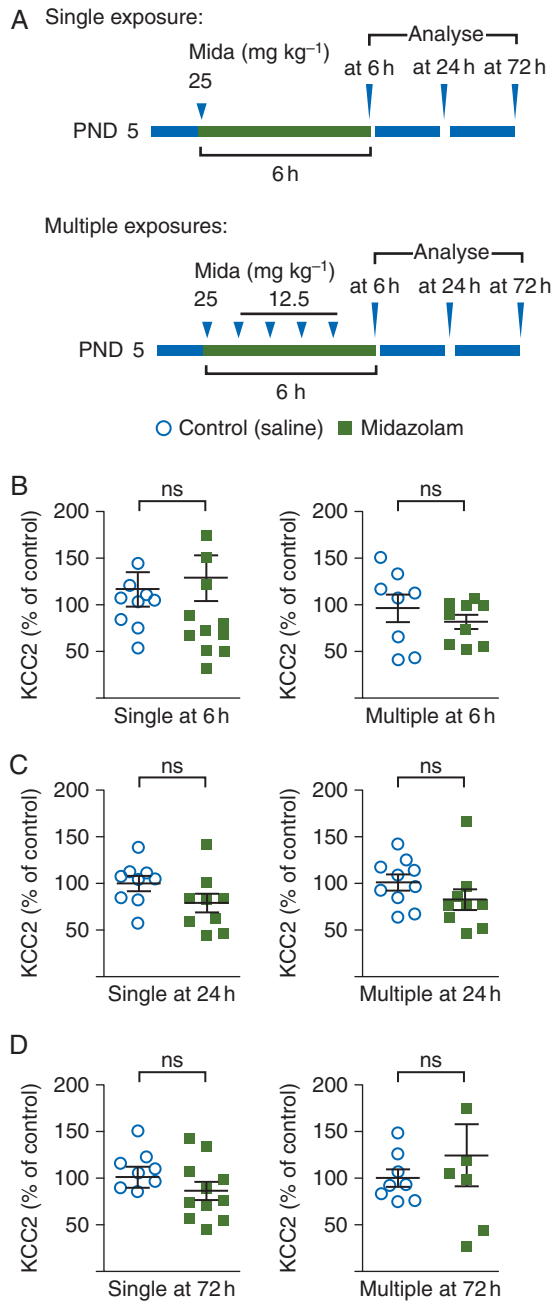 A Single exposure:
Analyse
Mida (mg kg⁻¹)
25
at 6 h at 24 h at 72 h
PND 5
6 h
Multiple exposures:
Analyse
Mida (mg kg⁻¹)
25 12.5
at 6 h at 24 h at 72 h
PND 5
6 h
Control (saline) Midazolam
B
ns
KCC2 (% of control)
200
150
100
50
Single at 6 h
ns
KCC2 (% of control)
200
150
100
50
Multiple at 6 h
C
ns
KCC2 (% of control)
200
150
100
50
Single at 24 h
ns
KCC2 (% of control)
200
150
100
50
Multiple at 24 h
D
ns
KCC2 (% of control)
200
150
100
50
Single at 72 h
ns
KCC2 (% of control)
200
150
100
50
Multiple at 72 h